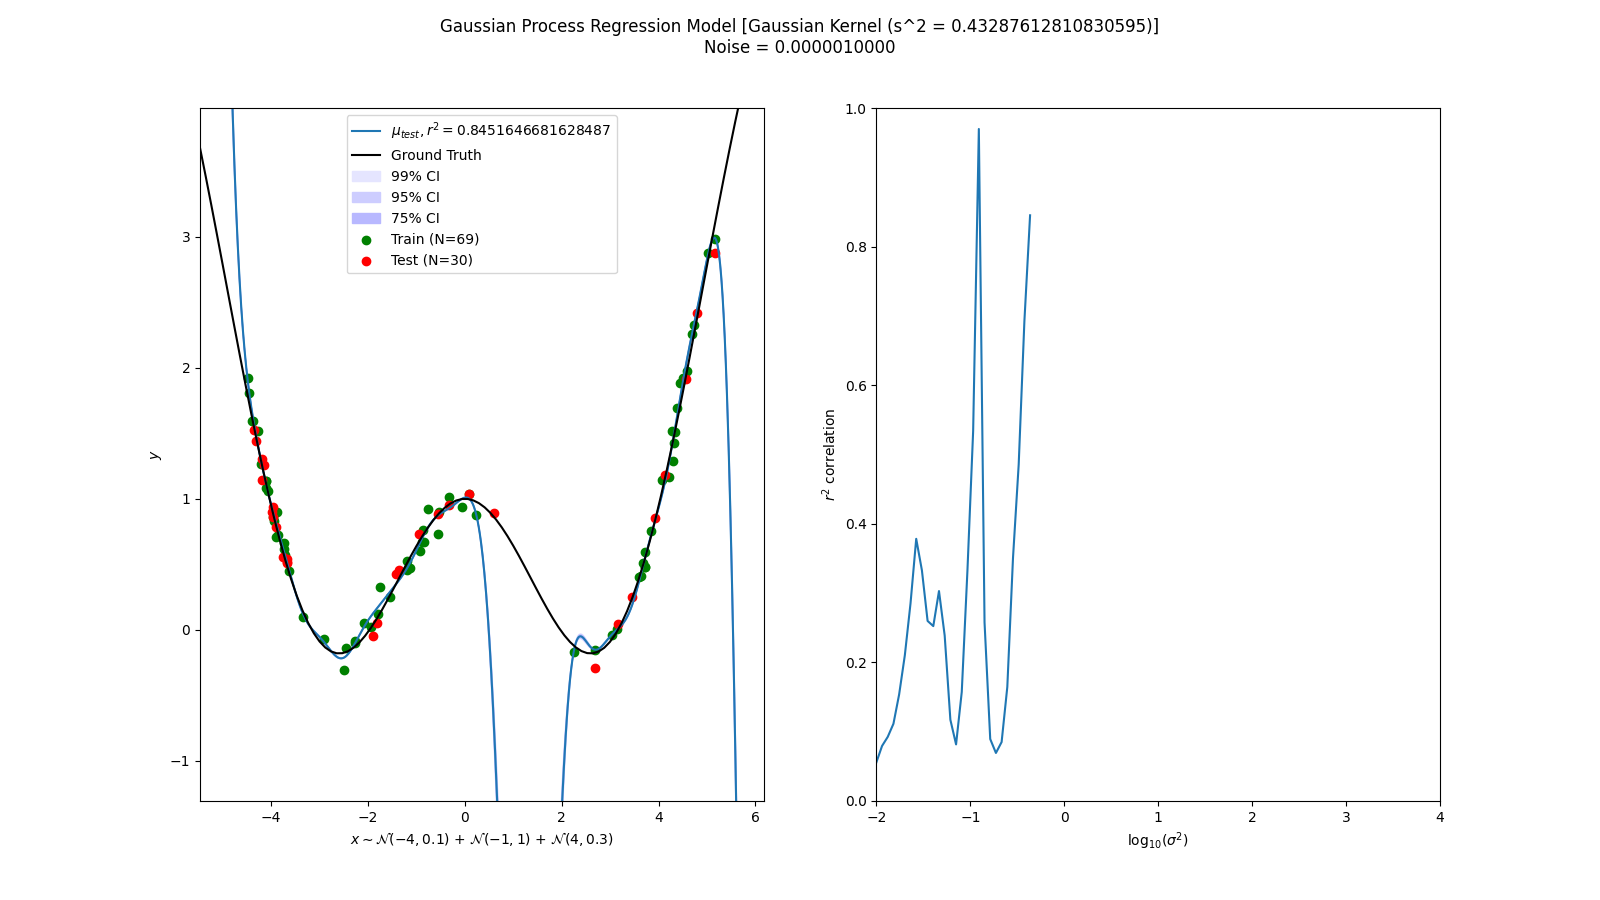 Gaussian Process Regression Model [Gaussian Kernel (s^2 = 0.43287612810830595)]
Noise = 0.0000010000
μ_test, r² = 0.8451646681628487
Ground Truth
99% CI
95% CI
75% CI
Train (N=69)
Test (N=30)
3
2
1
0
−1
y
−4
−2
0
2
4
6
x ~ 𝒩(−4, 0.1) + 𝒩(−1, 1) + 𝒩(4, 0.3)
1.0
0.8
0.6
0.4
0.2
0.0
r² correlation
−2
−1
0
1
2
3
4
log₁₀(σ²)